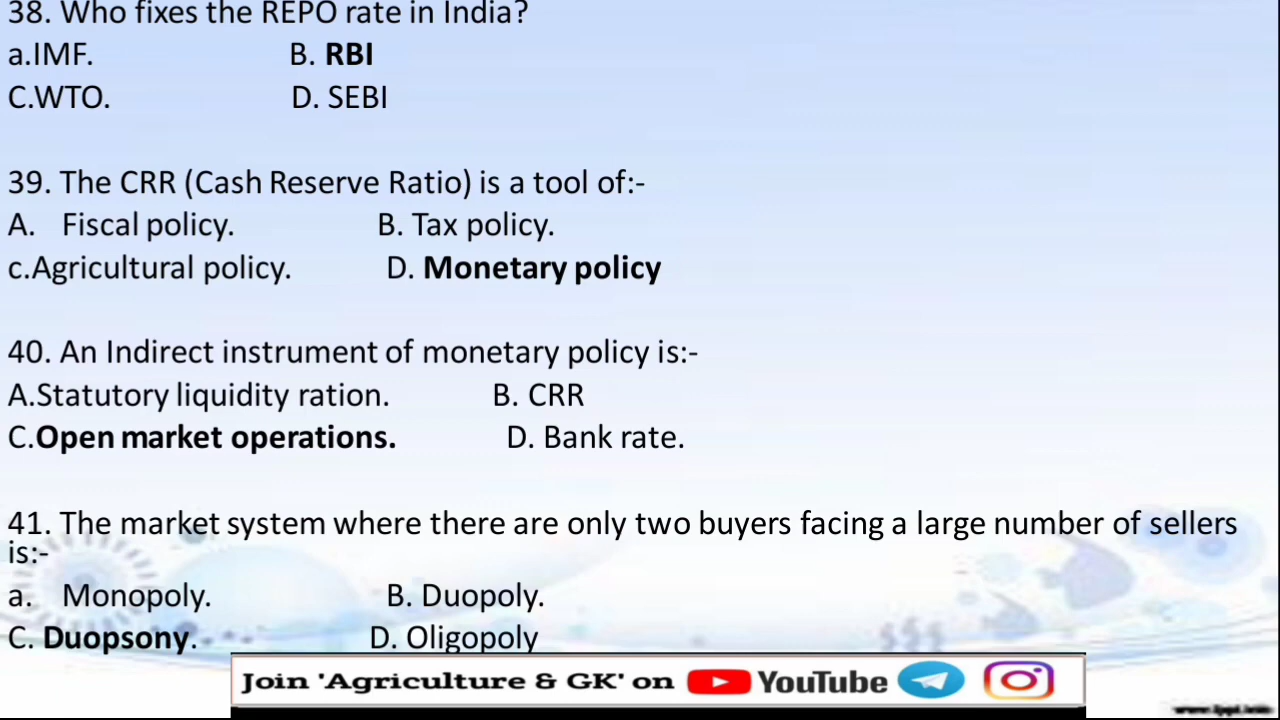 38. Who fixes the REPO rate in India?
a.IMF. B. RBI
C.WTO. D. SEBI
39. The CRR (Cash Reserve Ratio) is a tool of:-
A. Fiscal policy. B. Tax policy.
c.Agricultural policy. D. Monetary policy
40. An Indirect instrument of monetary policy is:-
A.Statutory liquidity ration. B. CRR
C.Open market operations. D. Bank rate.
41. The market system where there are only two buyers facing a large number of sellers
is:-
a. Monopoly. B. Duopoly.
C. Duopsony. D. Oligopoly
Join 'Agriculture & GK' on YouTube